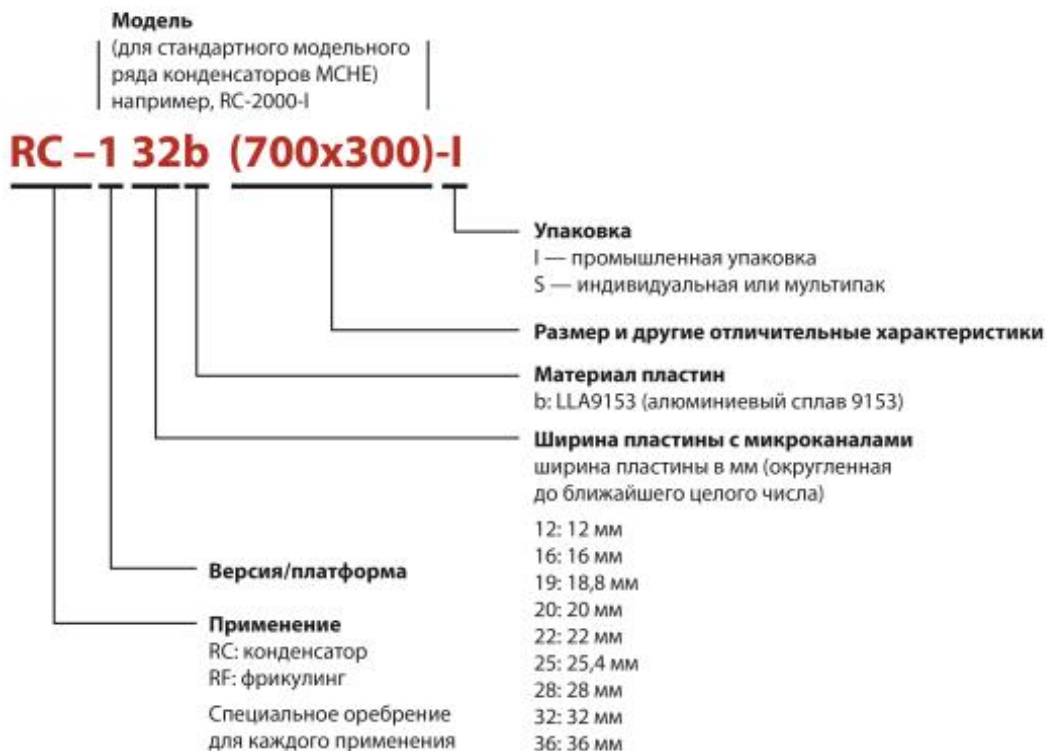 Модель
(для стандартного модельного
ряда конденсаторов MCHE)
например, RC-2000-I
RC –1 32b (700x300)-I
Упаковка
I — промышленная упаковка
S — индивидуальная или мультипак
Размер и другие отличительные характеристики
Материал пластин
b: LLA9153 (алюминиевый сплав 9153)
Ширина пластины с микроканалами
ширина пластины в мм (округленная
до ближайшего целого числа)
12: 12 мм
16: 16 мм
19: 18,8 мм
20: 20 мм
22: 22 мм
25: 25,4 мм
28: 28 мм
32: 32 мм
36: 36 мм
Версия/платформа
Применение
RC: конденсатор
RF: фрикулинг
Специальное оребрение
для каждого применения